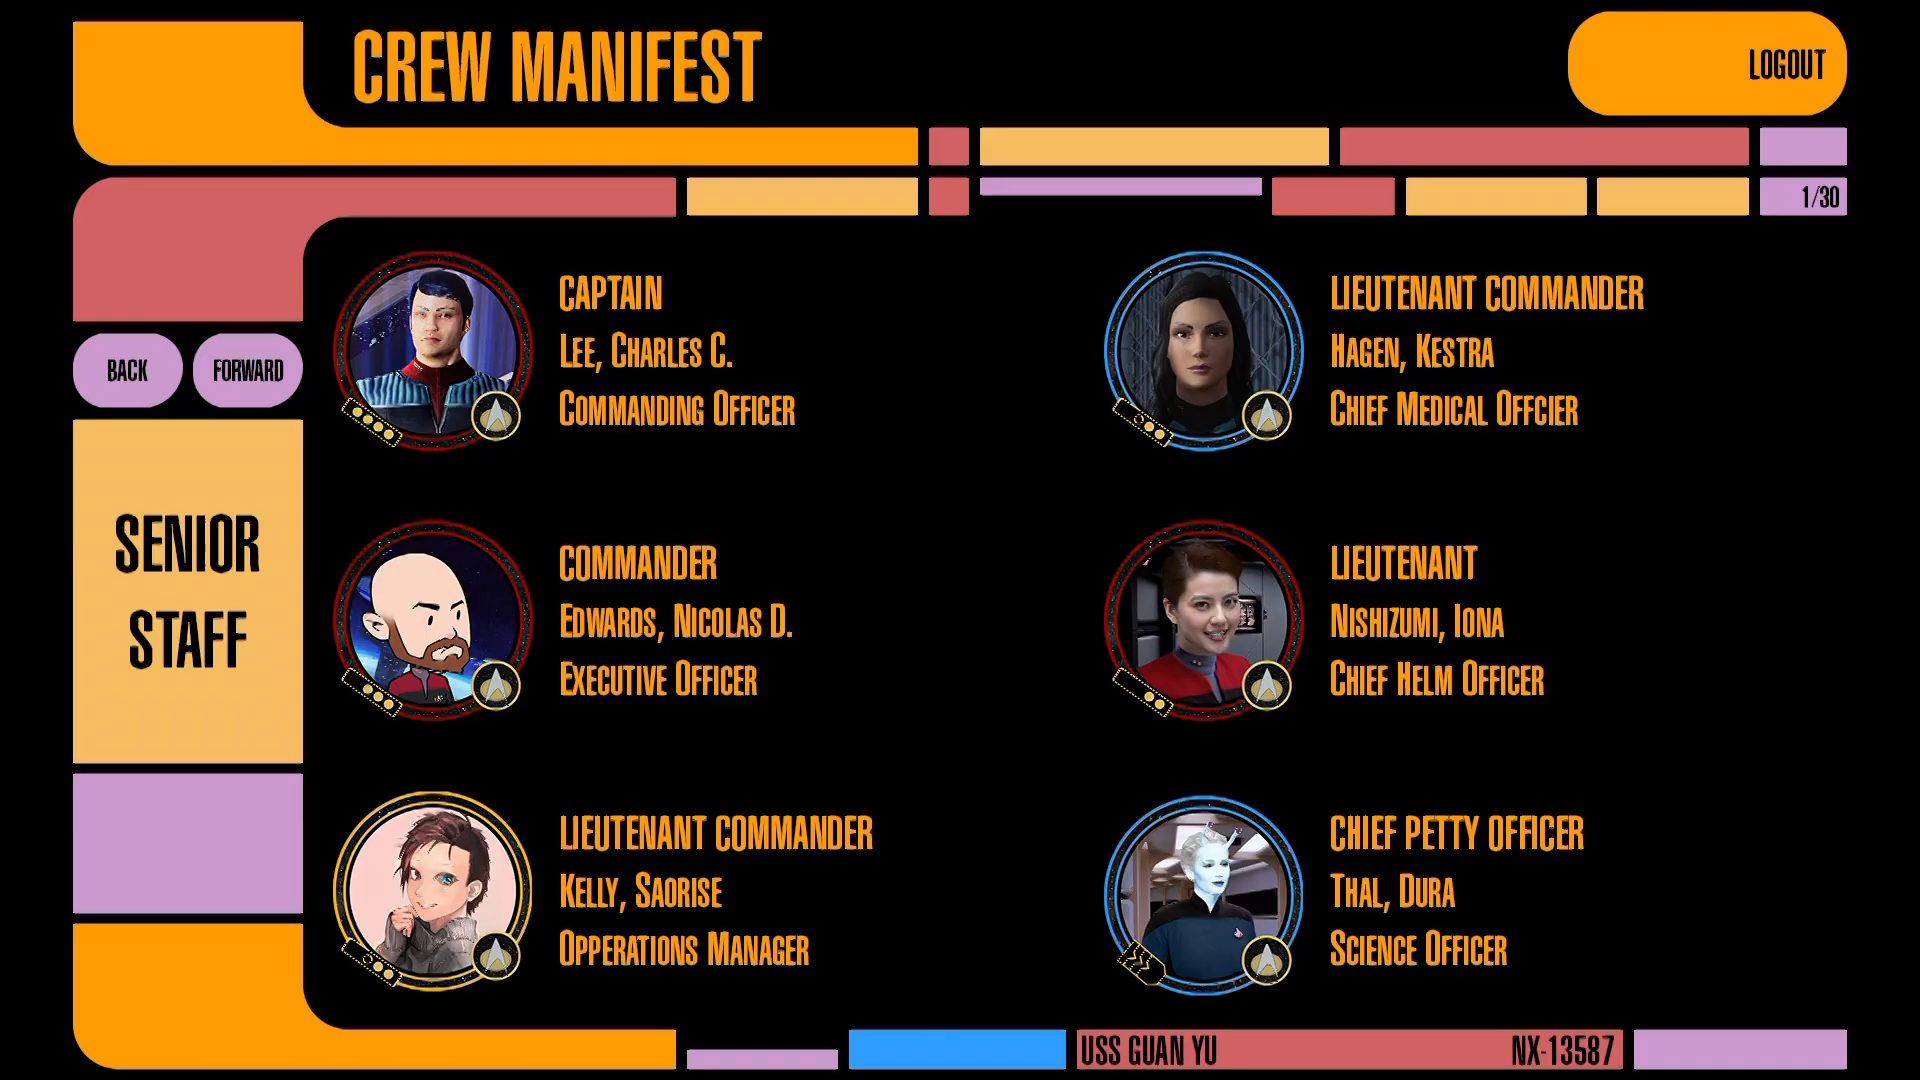 CREW MANIFEST
LOGOUT
1/30
BACK
FORWARD
SENIOR
STAFF
CAPTAIN
LEE, CHARLES C.
COMMANDING OFFICER
COMMANDER
EDWARDS, NICOLAS D.
EXECUTIVE OFFICER
LIEUTENANT COMMANDER
KELLY, SAORISE
OPPERATIONS MANAGER
LIEUTENANT COMMANDER
HAGEN, KESTRA
CHIEF MEDICAL OFFCIER
LIEUTENANT
NISHIZUMI, IONA
CHIEF HELM OFFICER
CHIEF PETTY OFFICER
THAL, DURA
SCIENCE OFFICER
USS GUAN YU
NX-13587